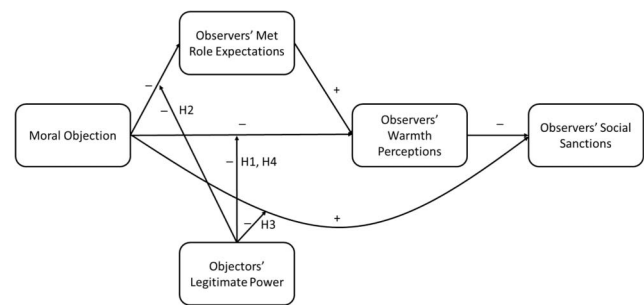 Observers' Met
Role Expectations
–
+
– H2
Moral Objection
–
Observers'
Warmth
Perceptions
–
Observers' Social
Sanctions
– H1, H4
+
– H3
Objectors'
Legitimate Power